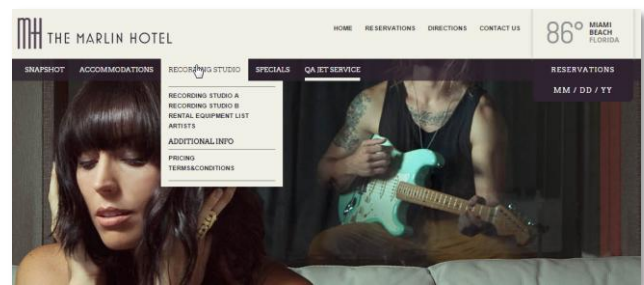 MH THE MARLIN HOTEL
HOME RESERVATIONS DIRECTIONS CONTACT US
86° MIAMI
BEACH
FLORIDA
SNAPSHOT ACCOMMODATIONS RECORDING STUDIO SPECIALS QA JET SERVICE
RESERVATIONS
MM / DD / YY
RECORDING STUDIO A
RECORDING STUDIO B
RENTAL EQUIPMENT LIST
ARTISTS
ADDITIONAL INFO
PRICING
TERMS&CONDITIONS